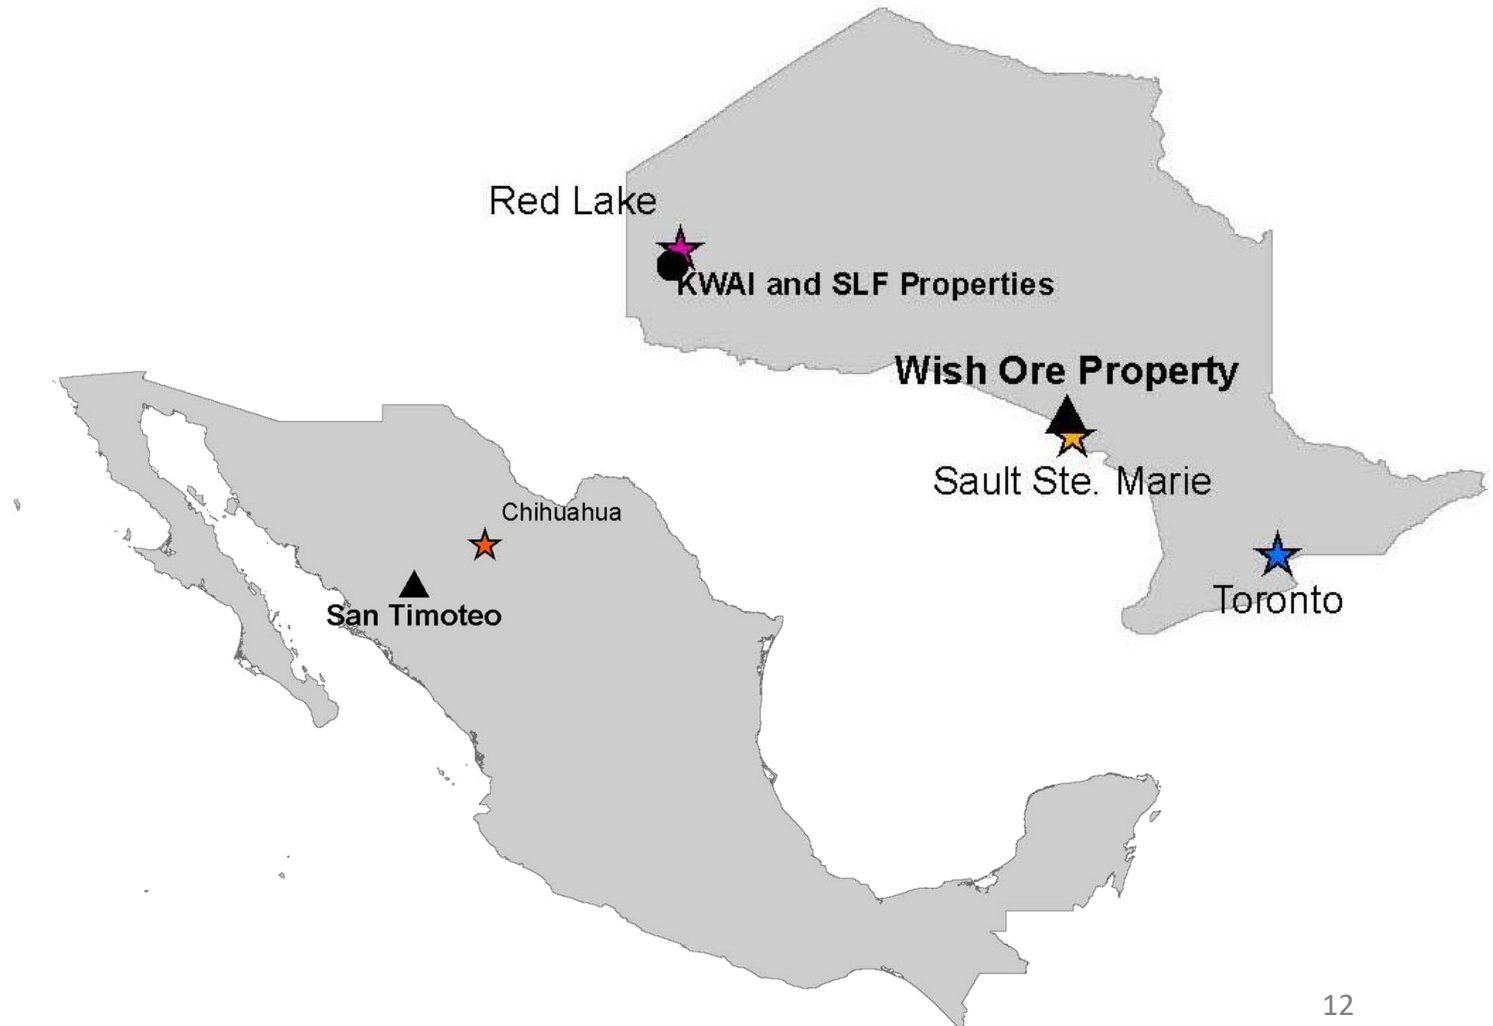 Red Lake
KWAI and SLF Properties
Wish Ore Property
Sault Ste. Marie
Chihuahua
San Timoteo
Toronto
12